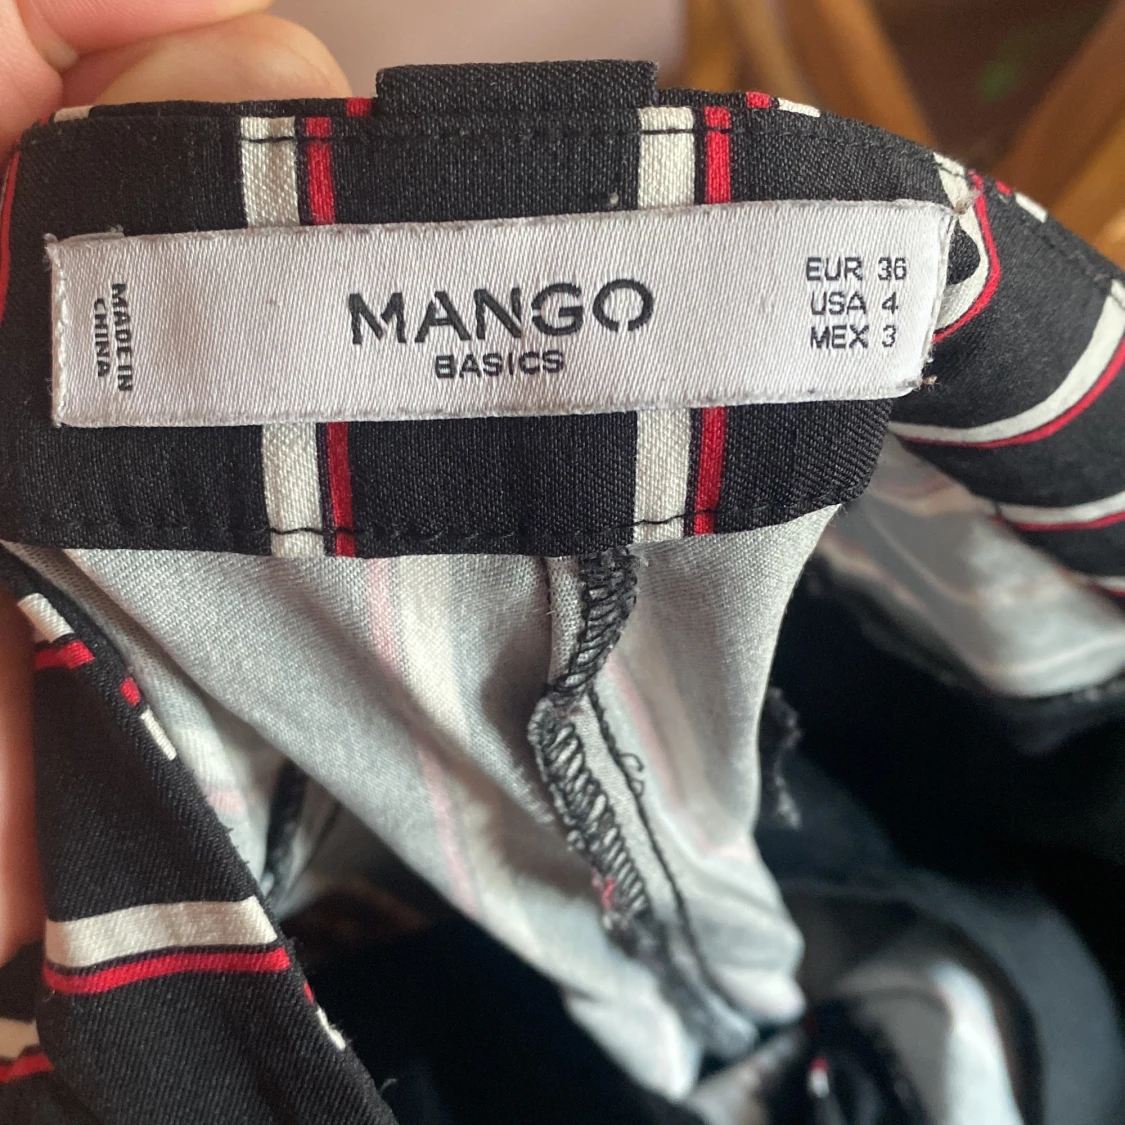 MADE IN
CHINA
MANGO
BASICS
EUR 36
USA 4
MEX 3